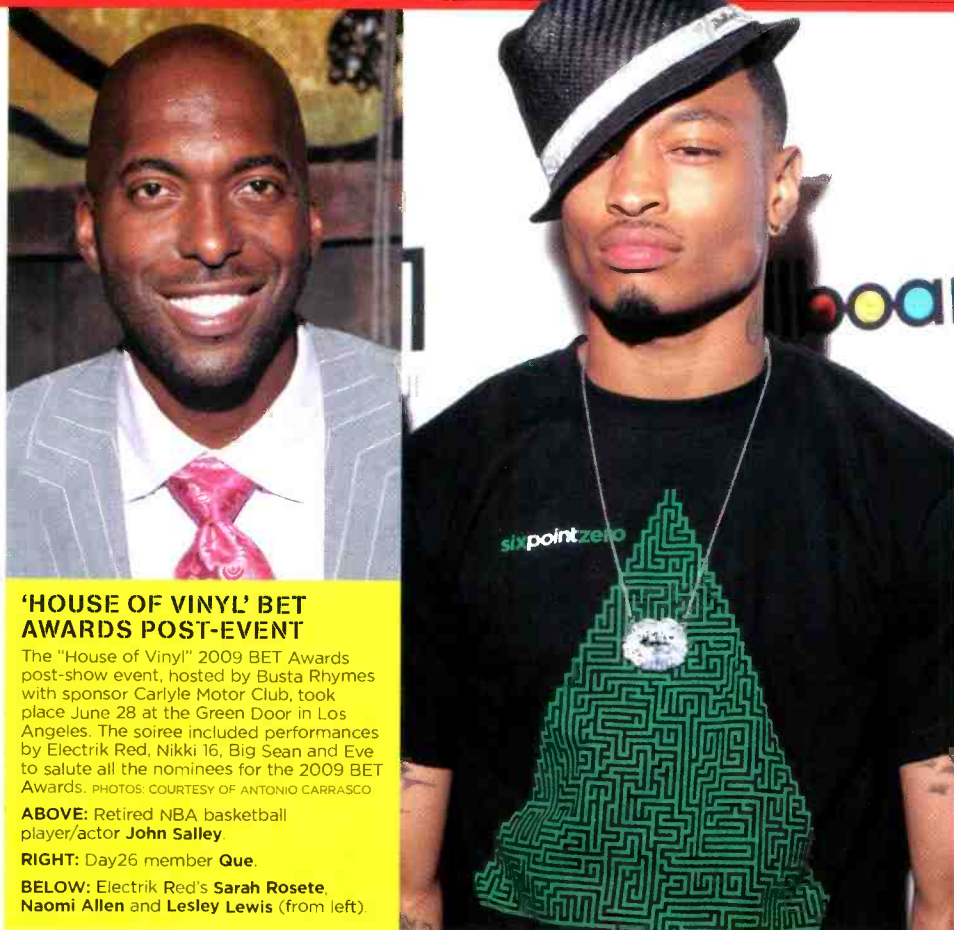 'HOUSE OF VINYL' BET
AWARDS POST-EVENT
The "House of Vinyl" 2009 BET Awards
post-show event, hosted by Busta Rhymes
with sponsor Carlyle Motor Club, took
place June 28 at the Green Door in Los
Angeles. The soiree included performances
by Electrik Red, Nikki 16, Big Sean and Eve
to salute all the nominees for the 2009 BET
Awards. PHOTOS: COURTESY OF ANTONIO CARRASCO
ABOVE: Retired NBA basketball
player/actor John Salley.
RIGHT: Day26 member Que.
BELOW: Electrik Red's Sarah Rosete,
Naomi Allen and Lesley Lewis (from left).
sixpointzero